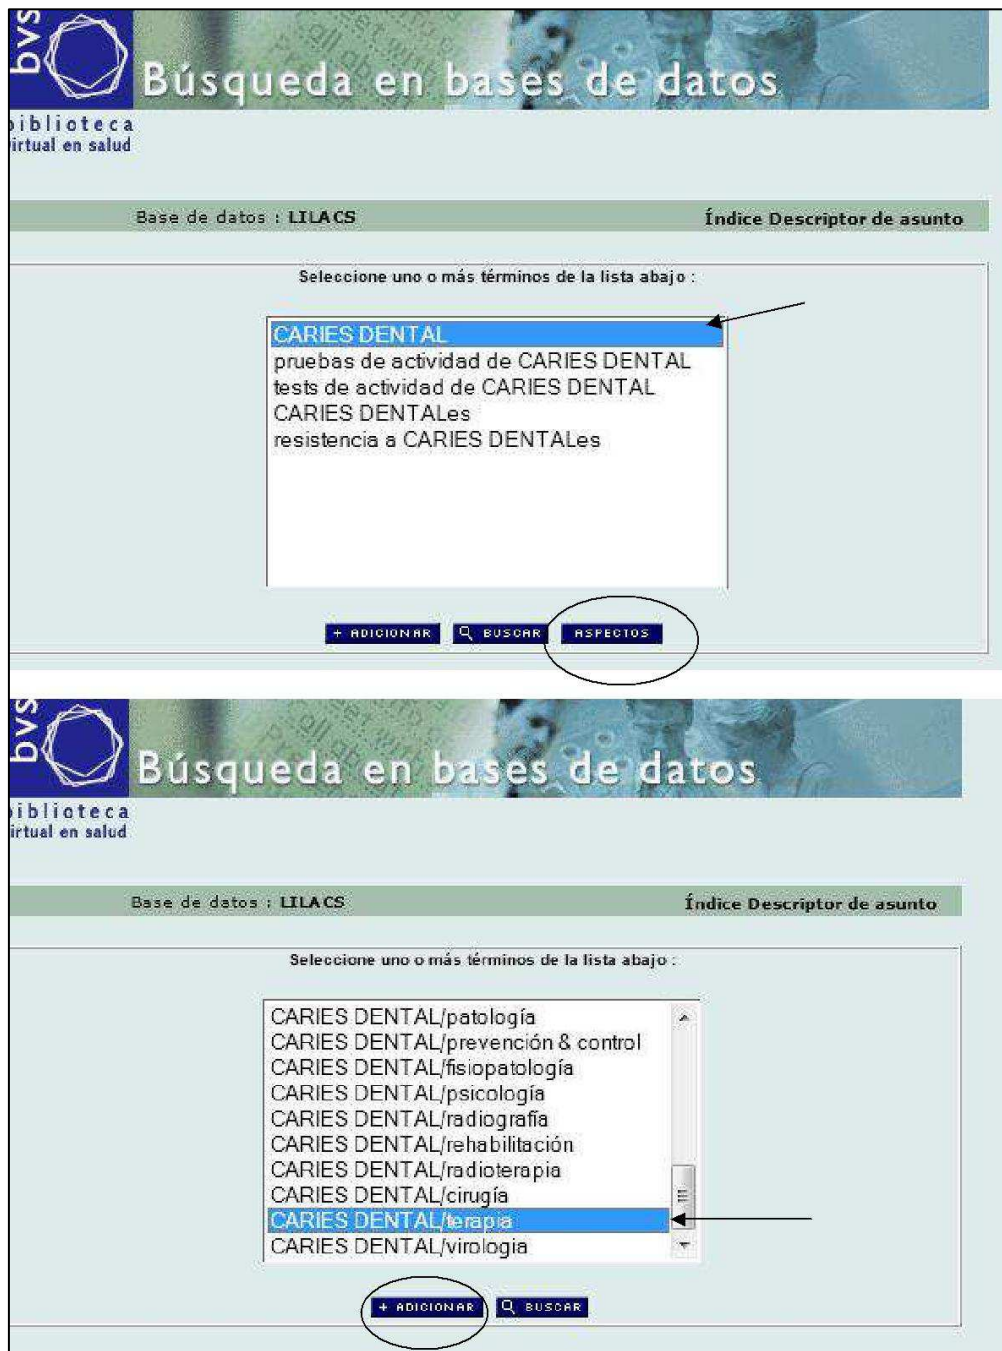 bvs
Búsqueda en bases de datos
biblioteca
virtual en salud
Base de datos : LILACS
Índice Descriptor de asunto
Seleccione uno o más términos de la lista abajo :
CARIES DENTAL
pruebas de actividad de CARIES DENTAL
tests de actividad de CARIES DENTAL
CARIES DENTALes
resistencia a CARIES DENTALes
+ ADICIONAR
BUSCAR
ASPECTOS
bvs
Búsqueda en bases de datos
biblioteca
virtual en salud
Base de datos : LILACS
Índice Descriptor de asunto
Seleccione uno o más términos de la lista abajo :
CARIES DENTAL/patología
CARIES DENTAL/prevención & control
CARIES DENTAL/fisiopatología
CARIES DENTAL/psicología
CARIES DENTAL/radiografía
CARIES DENTAL/rehabilitación
CARIES DENTAL/radioterapia
CARIES DENTAL/cirugía
CARIES DENTAL/terapia
CARIES DENTAL/virologia
+ ADICIONAR
BUSCAR